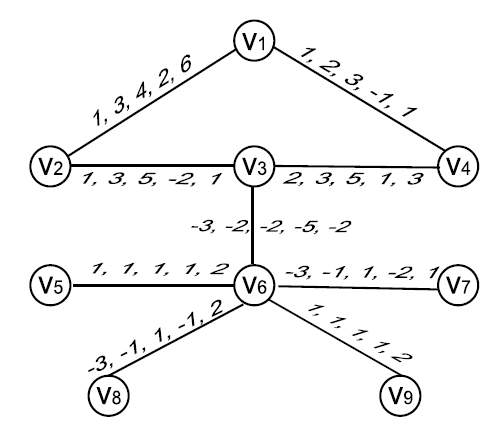 V1
1, 3, 4, 2, 6
1, 2, 3, -1, 1
V2
V3
V4
1, 3, 5, -2, 1
2, 3, 5, 1, 3
-3, -2, -2, -5, -2
V5
1, 1, 1, 1, 2
V6
-3, -1, 1, -2, 1
V7
-3, -1, 1, -1, 2
1, 1, 1, 1, 2
V8
V9